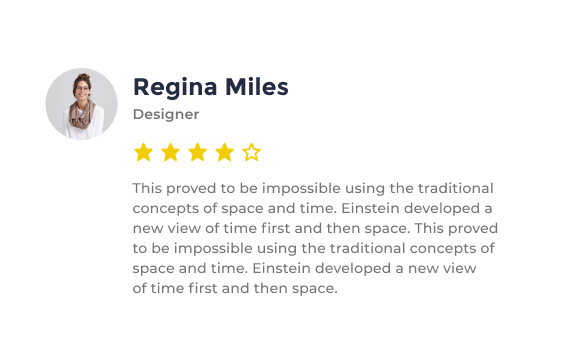 Regina Miles
Designer
This proved to be impossible using the traditional
concepts of space and time. Einstein developed a
new view of time first and then space. This proved
to be impossible using the traditional concepts of
space and time. Einstein developed a new view
of time first and then space.